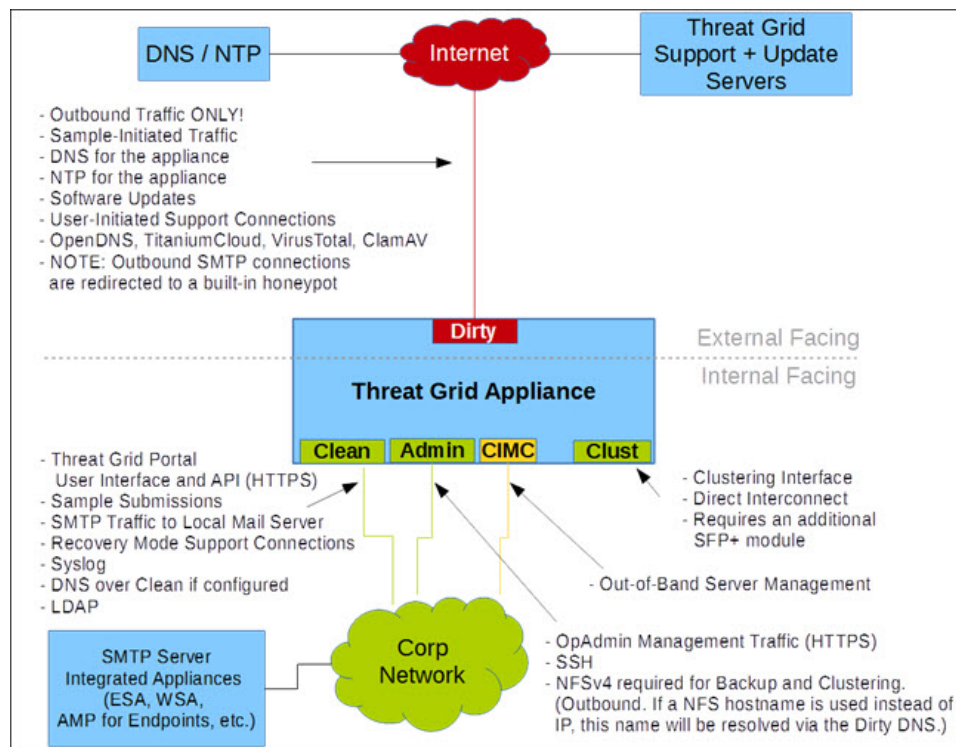 DNS / NTP
Internet
Threat Grid
Support + Update
Servers
- Outbound Traffic ONLY!
- Sample-Initiated Traffic
- DNS for the appliance
- NTP for the appliance
- Software Updates
- User-Initiated Support Connections
- OpenDNS, TitaniumCloud, VirusTotal, ClamAV
- NOTE: Outbound SMTP connections
are redirected to a built-in honeypot
Dirty
External Facing
Internal Facing
Threat Grid Appliance
Clean
Admin
CIMC
Clust
- Threat Grid Portal
User Interface and API (HTTPS)
- Sample Submissions
- SMTP Traffic to Local Mail Server
- Recovery Mode Support Connections
- Syslog
- DNS over Clean if configured
- LDAP
- Clustering Interface
- Direct Interconnect
- Requires an additional
SFP+ module
- Out-of-Band Server Management
- OpAdmin Management Traffic (HTTPS)
- SSH
- NFSv4 required for Backup and Clustering.
(Outbound. If a NFS hostname is used instead of
IP, this name will be resolved via the Dirty DNS.)
Corp
Network
SMTP Server
Integrated Appliances
(ESA, WSA,
AMP for Endpoints, etc.)